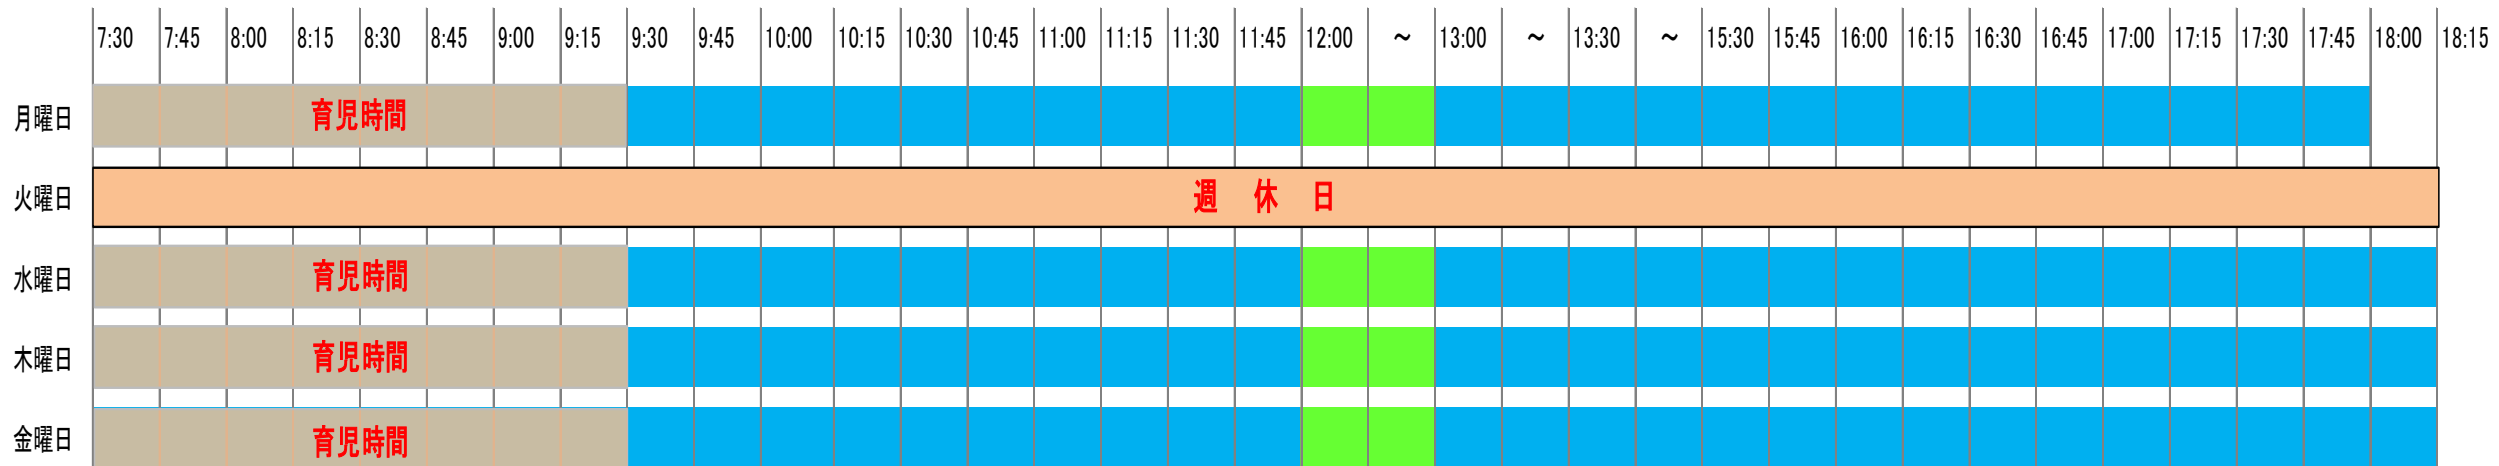 7:30 7:45 8:00 8:15 8:30 8:45 9:00 9:15 9:30 9:45 10:00 10:15 10:30 10:45 11:00 11:15 11:30 11:45 12:00 ～ 13:00 ～ 13:30 ～ 15:30 15:45 16:00 16:15 16:30 16:45 17:00 17:15 17:30 17:45 18:00 18:15
月曜日 育児時間
火曜日 週 休 日
水曜日 育児時間
木曜日 育児時間
金曜日 育児時間